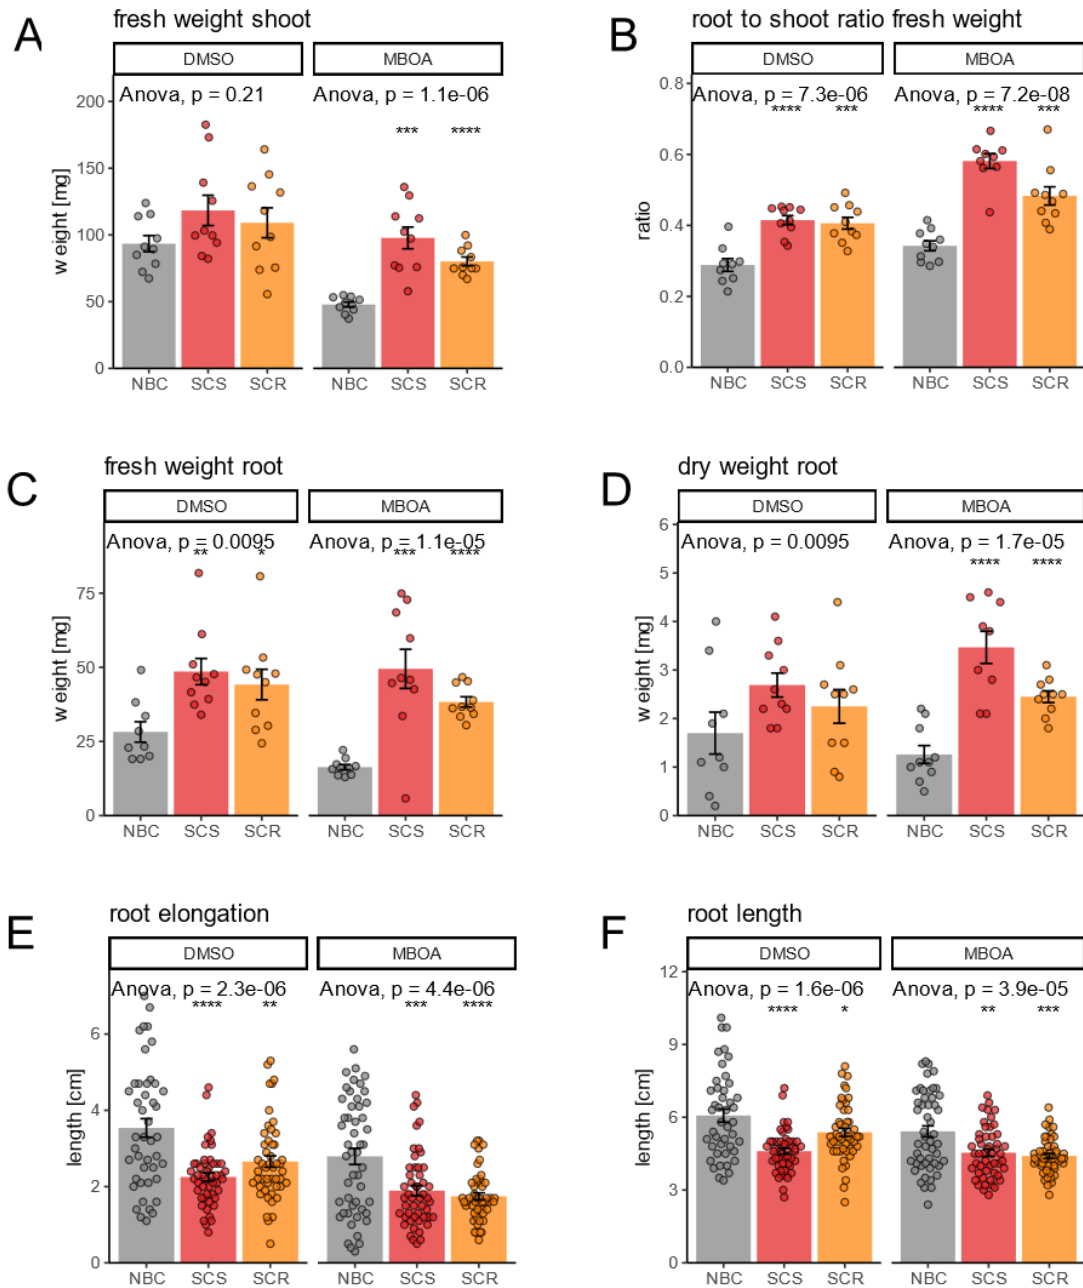 A
fresh weight shoot
DMSO
MBOA
Anova, p = 0.21
Anova, p = 1.1e-06
***
****
weight [mg]
200
150
100
50
0
NBC SCS SCR
NBC SCS SCR
B
root to shoot ratio fresh weight
DMSO
MBOA
Anova, p = 7.3e-06
Anova, p = 7.2e-08
**** ***
**** ***
ratio
0.8
0.6
0.4
0.2
0.0
NBC SCS SCR
NBC SCS SCR
C
fresh weight root
DMSO
MBOA
Anova, p = 0.0095
Anova, p = 1.1e-05
** *
*** ****
weight [mg]
75
50
25
0
NBC SCS SCR
NBC SCS SCR
D
dry weight root
DMSO
MBOA
Anova, p = 0.0095
Anova, p = 1.7e-05
**** ****
weight [mg]
6
5
4
3
2
1
0
NBC SCS SCR
NBC SCS SCR
E
root elongation
DMSO
MBOA
Anova, p = 2.3e-06
Anova, p = 4.4e-06
**** **
*** ****
length [cm]
6
4
2
0
NBC SCS SCR
NBC SCS SCR
F
root length
DMSO
MBOA
Anova, p = 1.6e-06
Anova, p = 3.9e-05
**** *
** ***
length [cm]
12
9
6
3
0
NBC SCS SCR
NBC SCS SCR